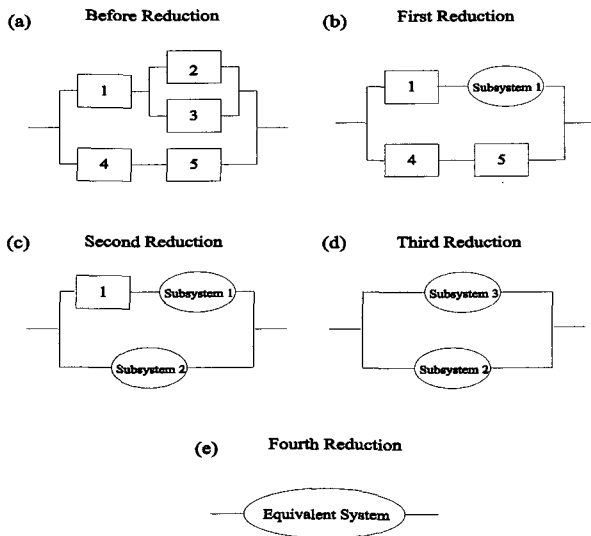 (a) Before Reduction
1
2
3
4
5
(b) First Reduction
1
Subsystem 1
4
5
(c) Second Reduction
1
Subsystem 1
Subsystem 2
(d) Third Reduction
Subsystem 3
Subsystem 2
(e) Fourth Reduction
Equivalent System